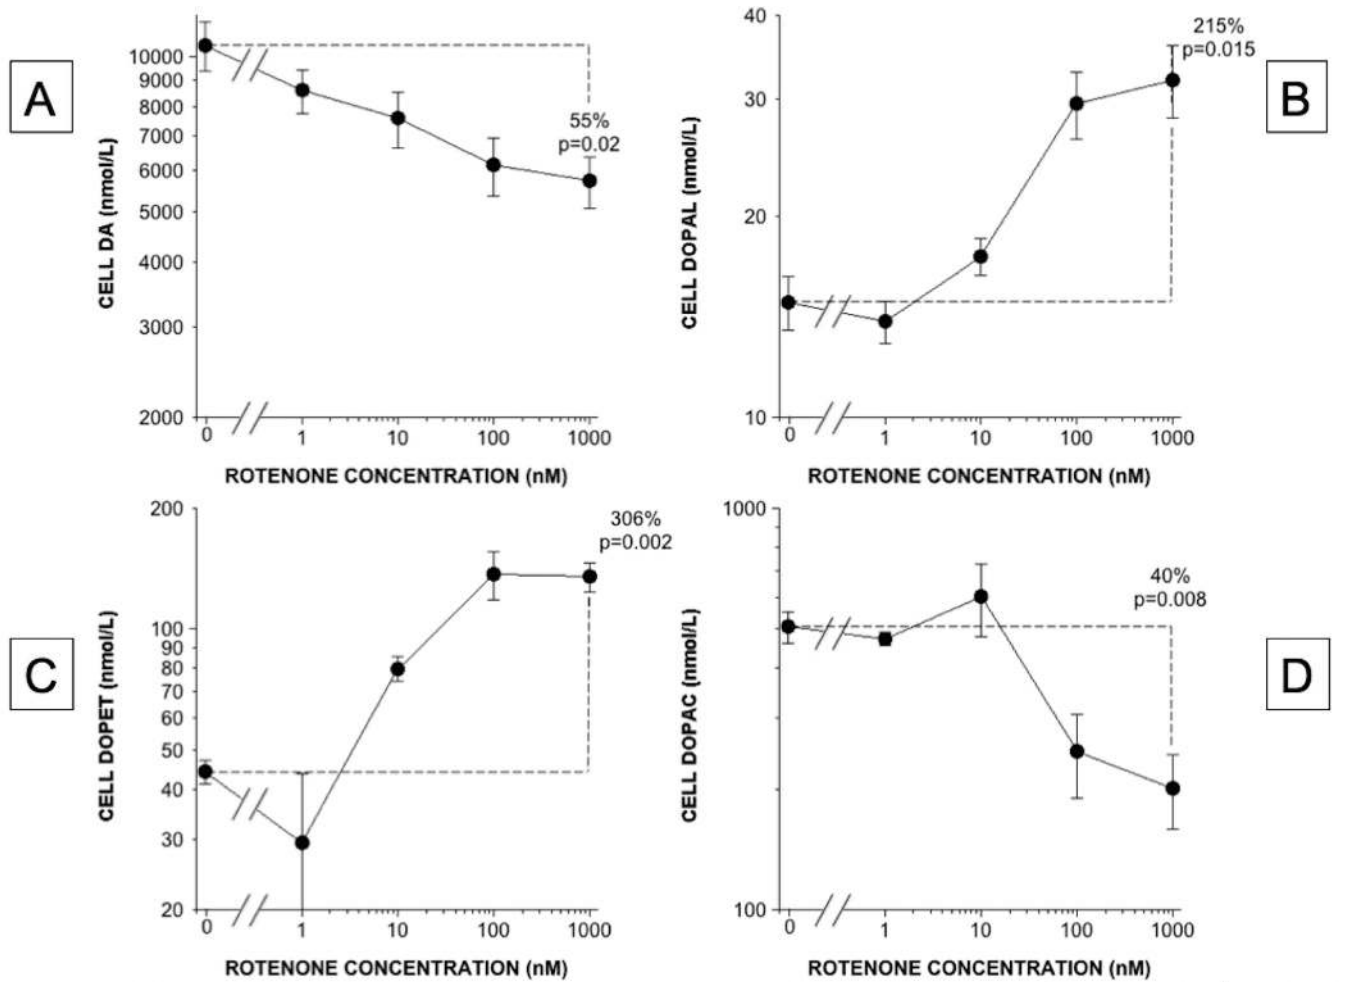 A
CELL DA (nmol/L)
10000
9000
8000
7000
6000
5000
4000
3000
2000
55%
p=0.02
0 1 10 100 1000
ROTENONE CONCENTRATION (nM)
B
CELL DOPAL (nmol/L)
40
30
20
10
215%
p=0.015
0 1 10 100 1000
ROTENONE CONCENTRATION (nM)
C
CELL DOPET (nmol/L)
200
100
90
80
70
60
50
40
30
20
306%
p=0.002
0 1 10 100 1000
ROTENONE CONCENTRATION (nM)
D
CELL DOPAC (nmol/L)
1000
100
40%
p=0.008
0 1 10 100 1000
ROTENONE CONCENTRATION (nM)